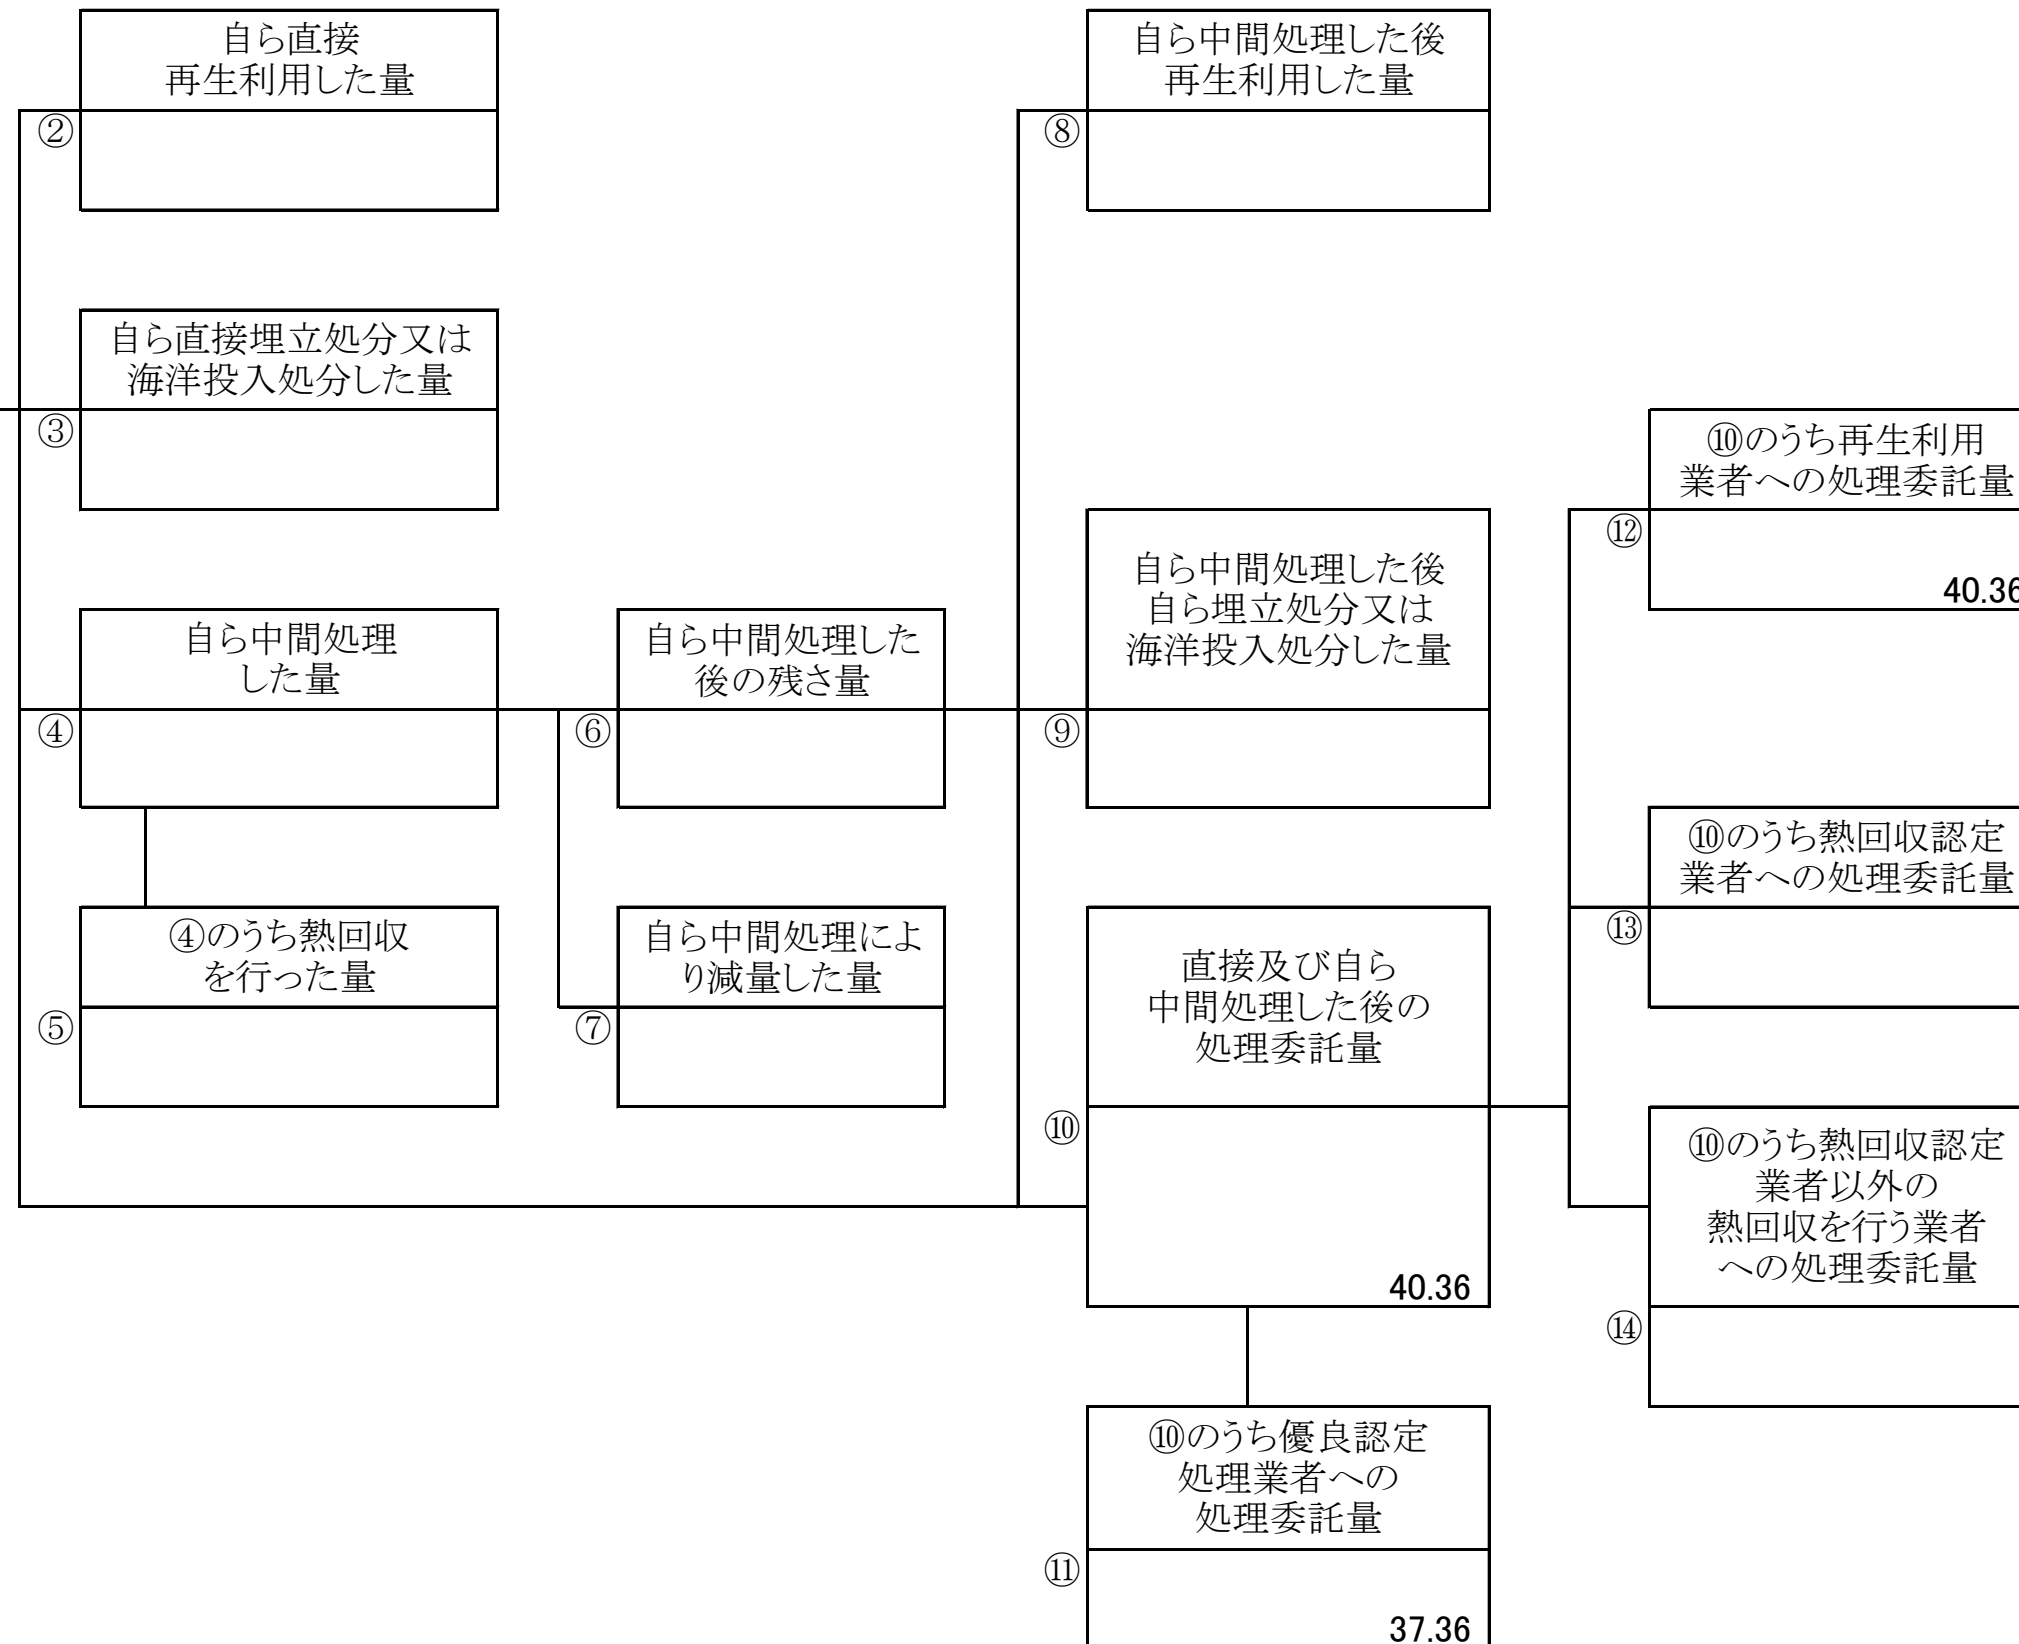 自ら直接
再生利用した量
②
自ら中間処理した後
再生利用した量
⑧
自ら直接埋立処分又は
海洋投入処分した量
③
⑩のうち再生利用
業者への処理委託量
⑫
40.36
自ら中間処理した後
自ら埋立処分又は
海洋投入処分した量
⑨
自ら中間処理
した量
④
自ら中間処理した
後の残さ量
⑥
⑩のうち熱回収認定
業者への処理委託量
⑬
④のうち熱回収
を行った量
⑤
自ら中間処理によ
り減量した量
⑦
直接及び自ら
中間処理した後の
処理委託量
⑩
40.36
⑩のうち熱回収認定
業者以外の
熱回収を行う業者
への処理委託量
⑭
⑩のうち優良認定
処理業者への
処理委託量
⑪
37.36